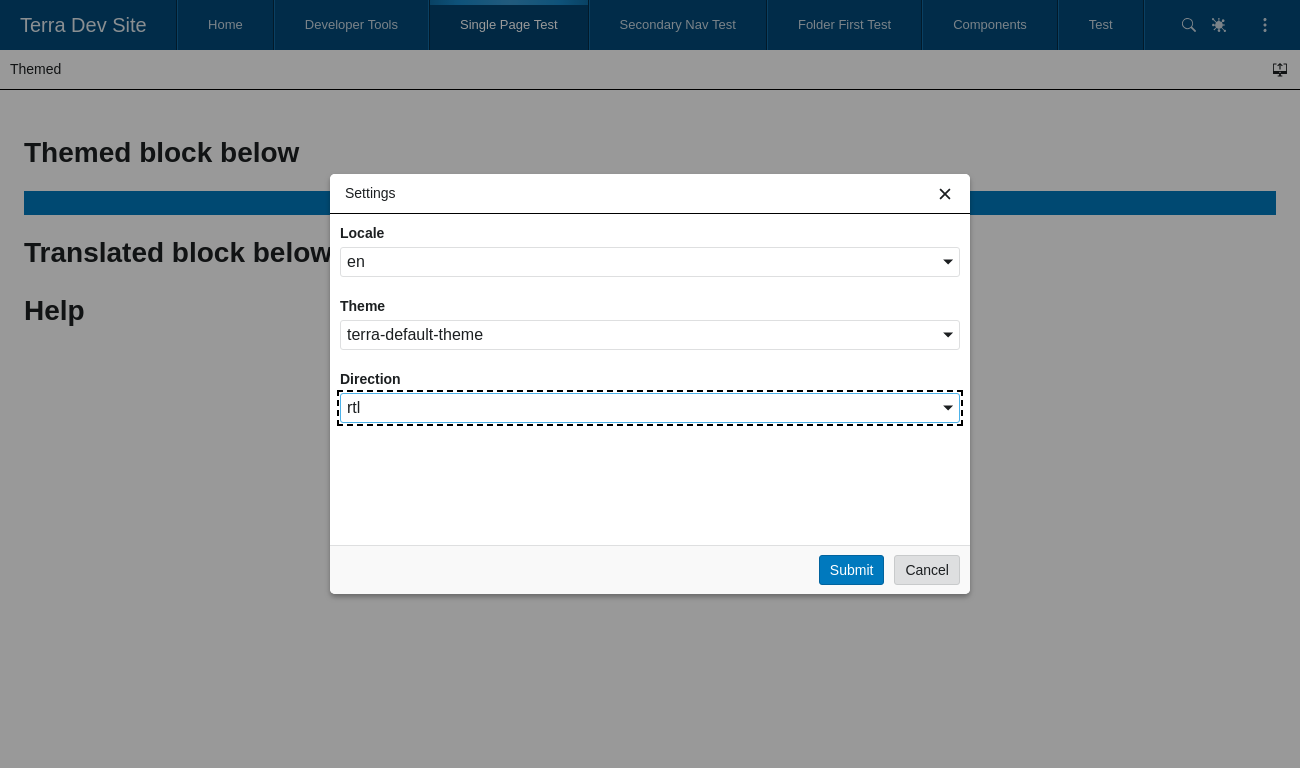 Terra Dev Site
Home
Developer Tools
Single Page Test
Secondary Nav Test
Folder First Test
Components
Test
Themed
Themed block below
Translated block below
Help
Settings
Locale
en
Theme
terra-default-theme
Direction
rtl
Submit
Cancel